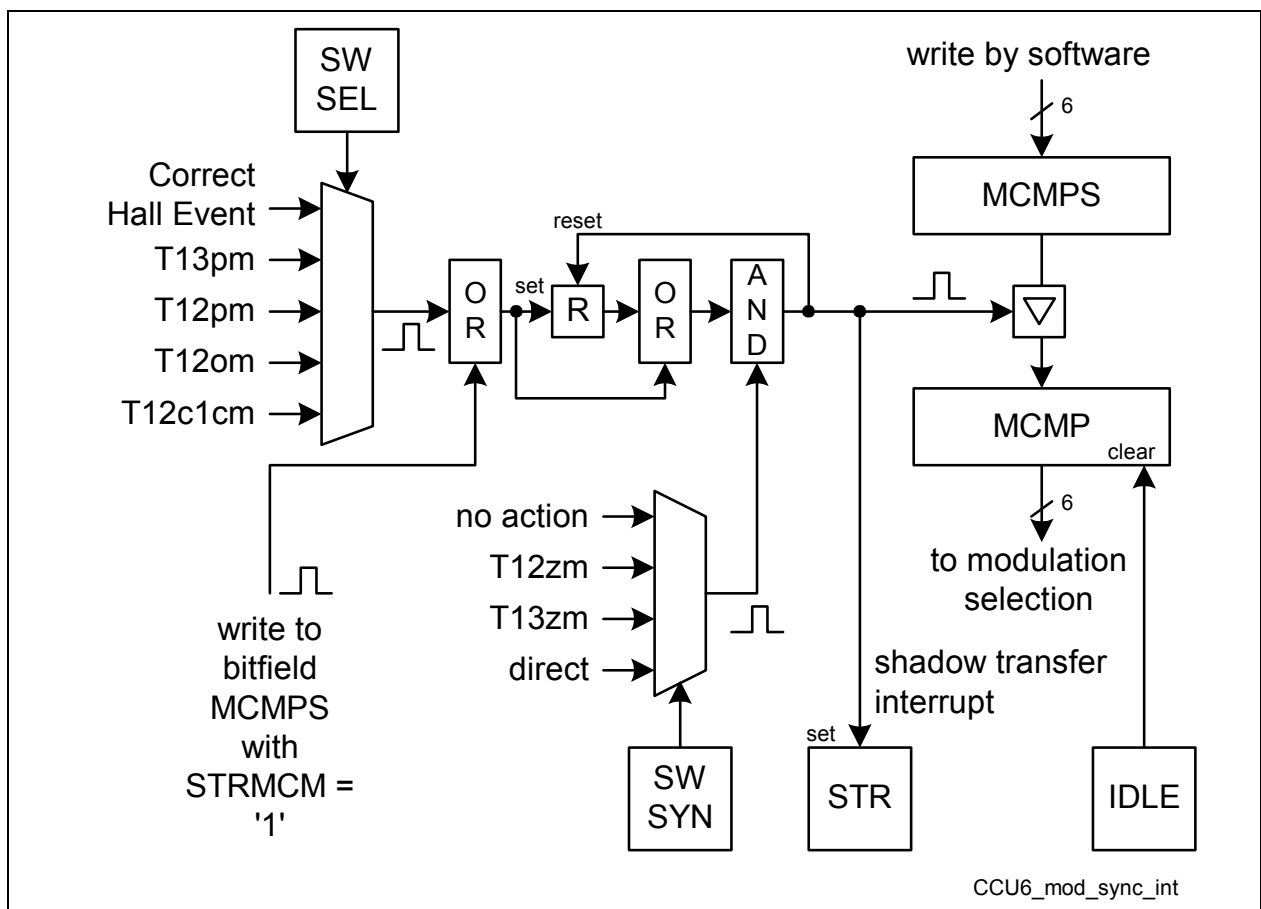 SW
SEL
write by software
6
Correct
Hall Event
MCMPS
T13pm
reset
O
R
set
R
O
R
A
N
D
T12pm
T12om
T12c1cm
MCMP
clear
6
no action
T12zm
T13zm
direct
to modulation
selection
write to
bitfield
MCMPS
with
STRMCM =
'1'
shadow transfer
interrupt
set
SW
SYN
STR
IDLE
CCU6_mod_sync_int